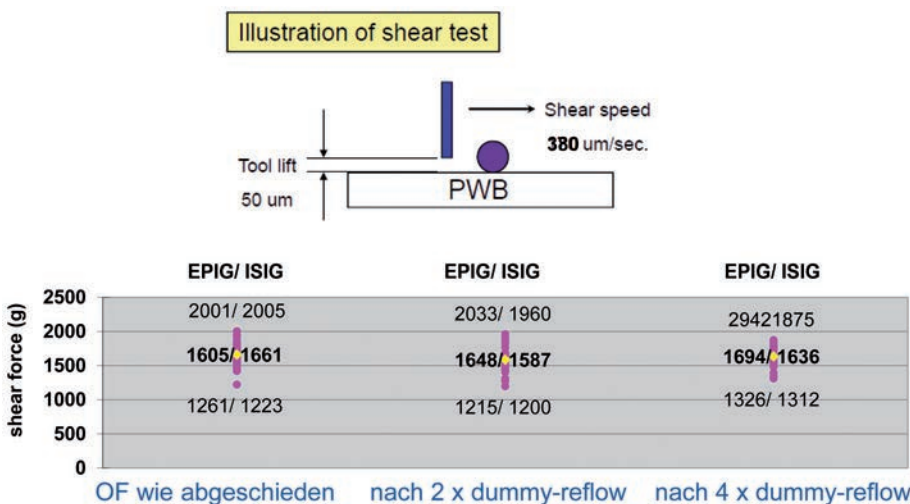 Illustration of shear test
Shear speed
380 um/sec.
Tool lift
50 um
PWB
EPIG/ ISIG
EPIG/ ISIG
EPIG/ ISIG
shear force (g)
2500
2000
1500
1000
500
0
2001/ 2005
2033/ 1960
29421875
1605/ 1661
1648/ 1587
1694/ 1636
1261/ 1223
1215/ 1200
1326/ 1312
OF wie abgeschieden
nach 2 x dummy-reflow
nach 4 x dummy-reflow